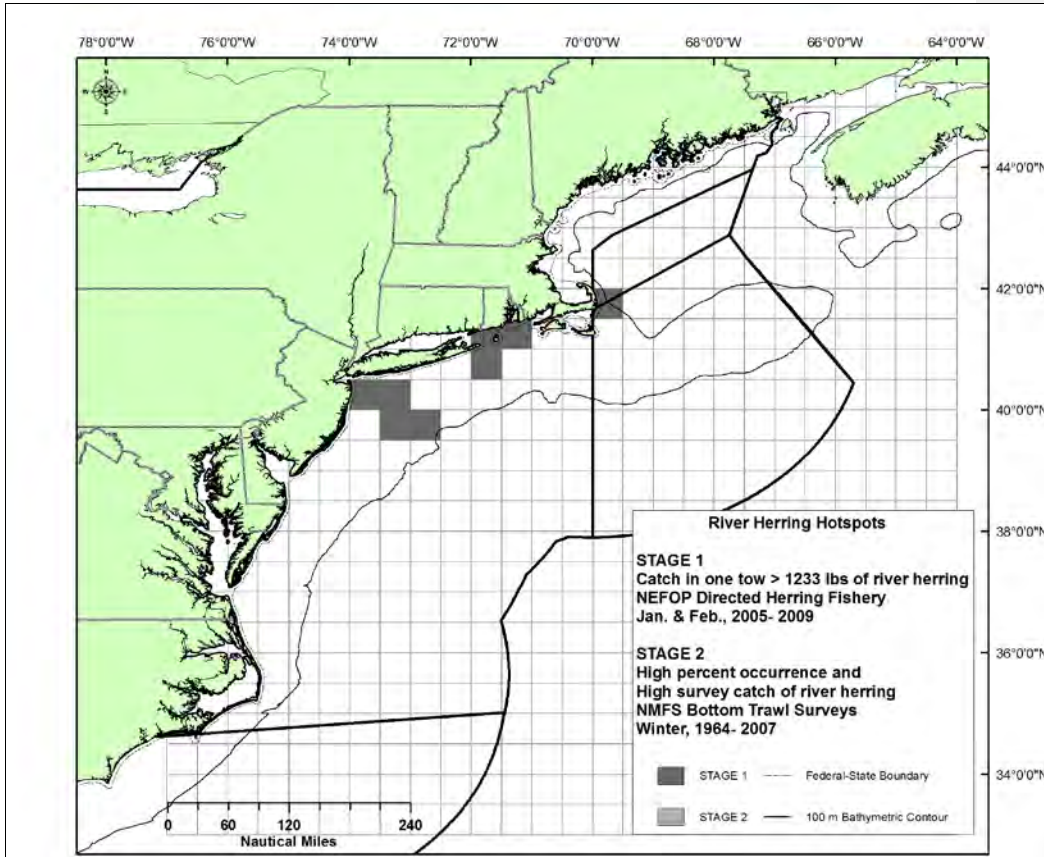 78°0'0"W 76°0'0"W 74°0'0"W 72°0'0"W 70°0'0"W 68°0'0"W 66°0'0"W 64°0'0"W
N
W E
S
44°0'0"N
42°0'0"N
40°0'0"N
38°0'0"N
36°0'0"N
34°0'0"N
River Herring Hotspots
STAGE 1
Catch in one tow > 1233 lbs of river herring
NEFOP Directed Herring Fishery
Jan. & Feb., 2005- 2009
STAGE 2
High percent occurrence and
High survey catch of river herring
NMFS Bottom Trawl Surveys
Winter, 1964- 2007
STAGE 1 Federal-State Boundary
STAGE 2 100 m Bathymetric Contour
0 60 120 240
Nautical Miles